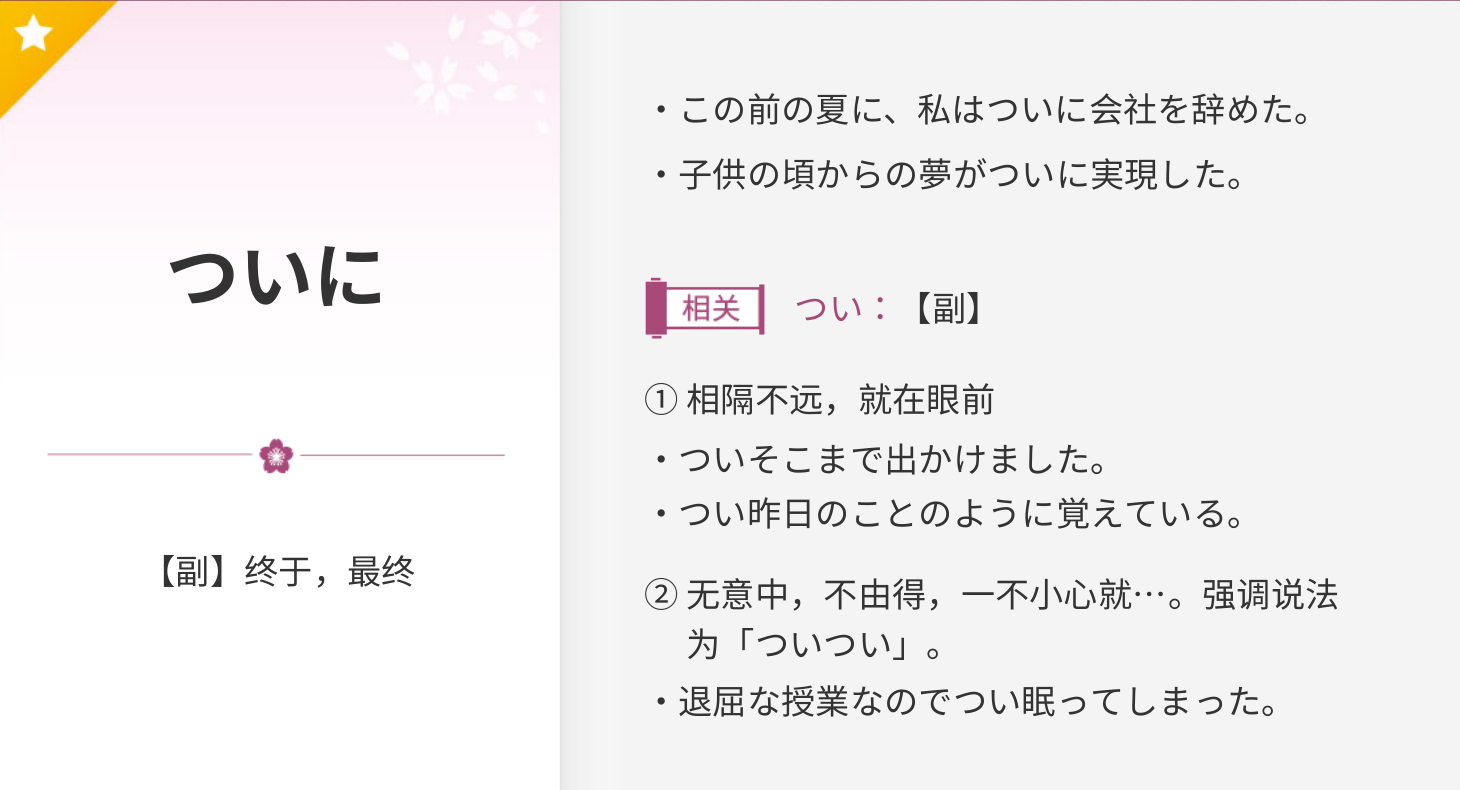 ついに
【副】终于，最终
・この前の夏に、私はついに会社を辞めた。
・子供の頃からの夢がついに実現した。
相关 つい：【副】
① 相隔不远，就在眼前
・ついそこまで出かけました。
・つい昨日のことのように覚えている。
② 无意中，不由得，一不小心就…。强调说法
为「ついつい」。
・退屈な授業なのでつい眠ってしまった。